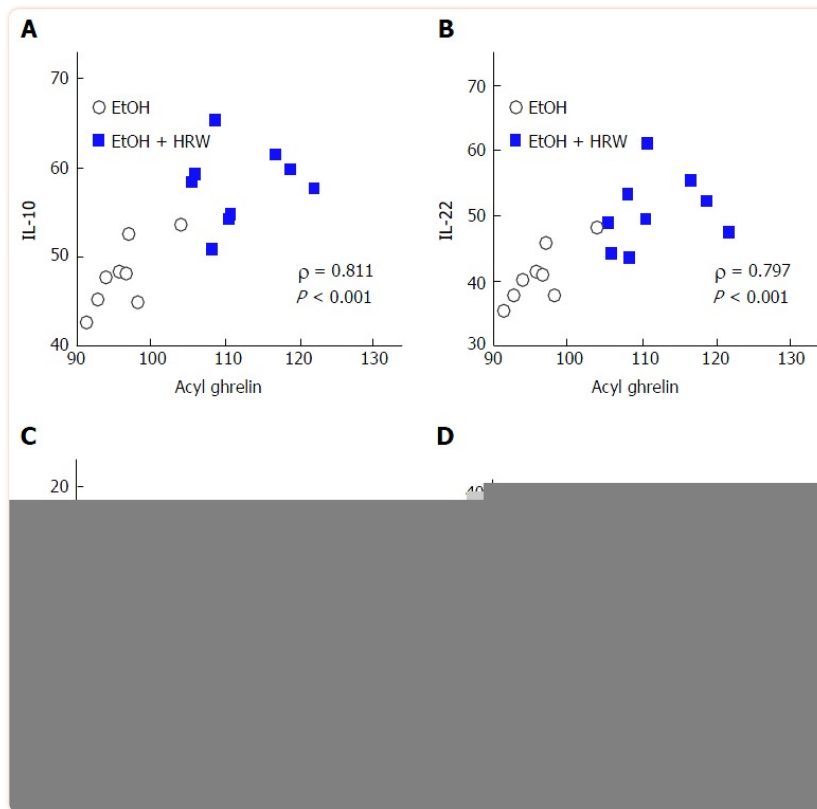 A
70
EtOH
EtOH + HRW
60
IL-10
50
ρ = 0.811
P < 0.001
40
90 100 110 120 130
Acyl ghrelin
B
70
EtOH
60
EtOH + HRW
IL-22
50
ρ = 0.797
40
P < 0.001
30
90 100 110 120 130
Acyl ghrelin
C
20
D